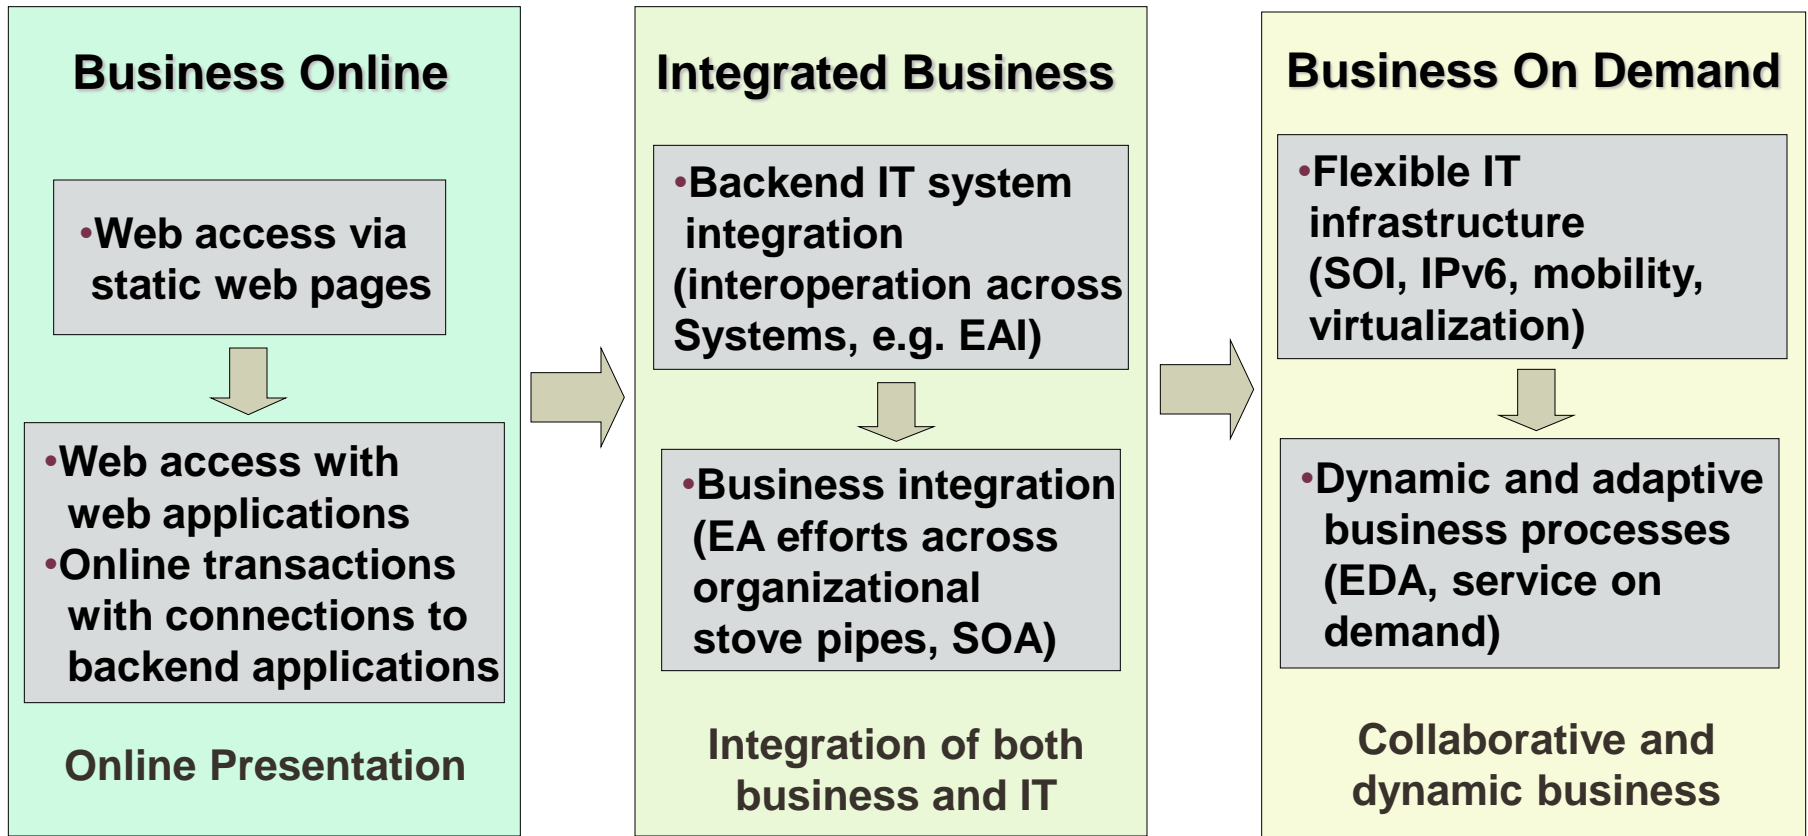 Business Online
•Web access via
static web pages
•Web access with
web applications
•Online transactions
with connections to
backend applications
Online Presentation
Integrated Business
•Backend IT system
integration
(interoperation across
Systems, e.g. EAI)
•Business integration
(EA efforts across
organizational
stove pipes, SOA)
Integration of both
business and IT
Business On Demand
•Flexible IT
infrastructure
(SOI, IPv6, mobility,
virtualization)
•Dynamic and adaptive
business processes
(EDA, service on
demand)
Collaborative and
dynamic business